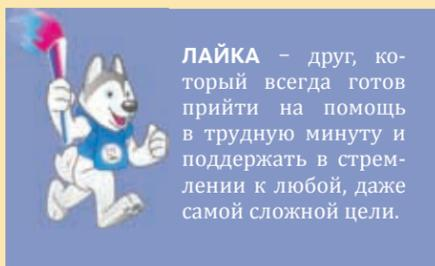 ЛАЙКА – друг, ко-
торый всегда готов
прийти на помощь
в трудную минуту и
поддержать в стрем-
лении к любой, даже
самой сложной цели.